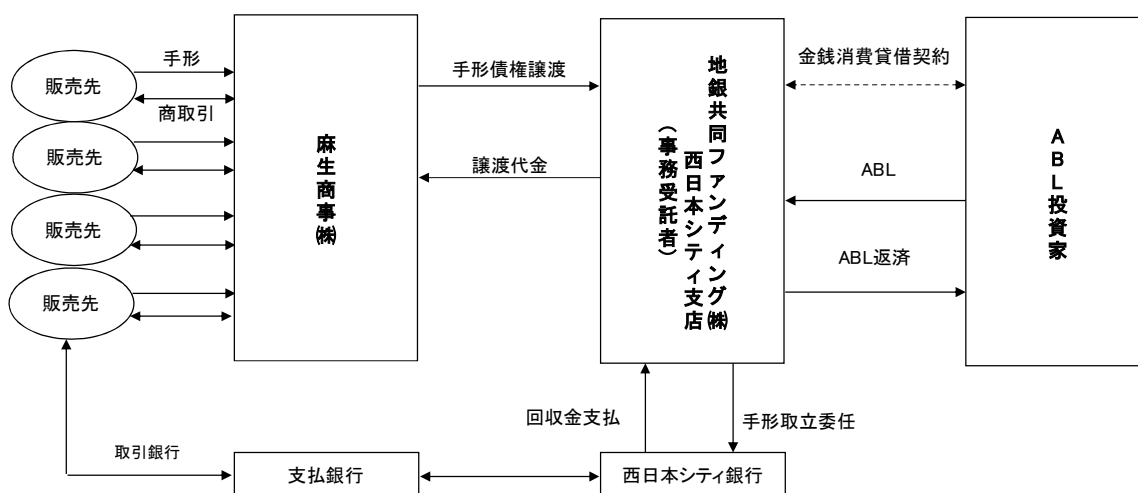 販売先
販売先
販売先
販売先
手形
商取引
麻生商事㈱
手形債権譲渡
譲渡代金
地銀共同ファンディング㈱
西日本シティ支店
（事務受託者）
金銭消費貸借契約
ABL
ABL返済
ABL投資家
回収金支払
手形取立委任
取引銀行
支払銀行
西日本シティ銀行